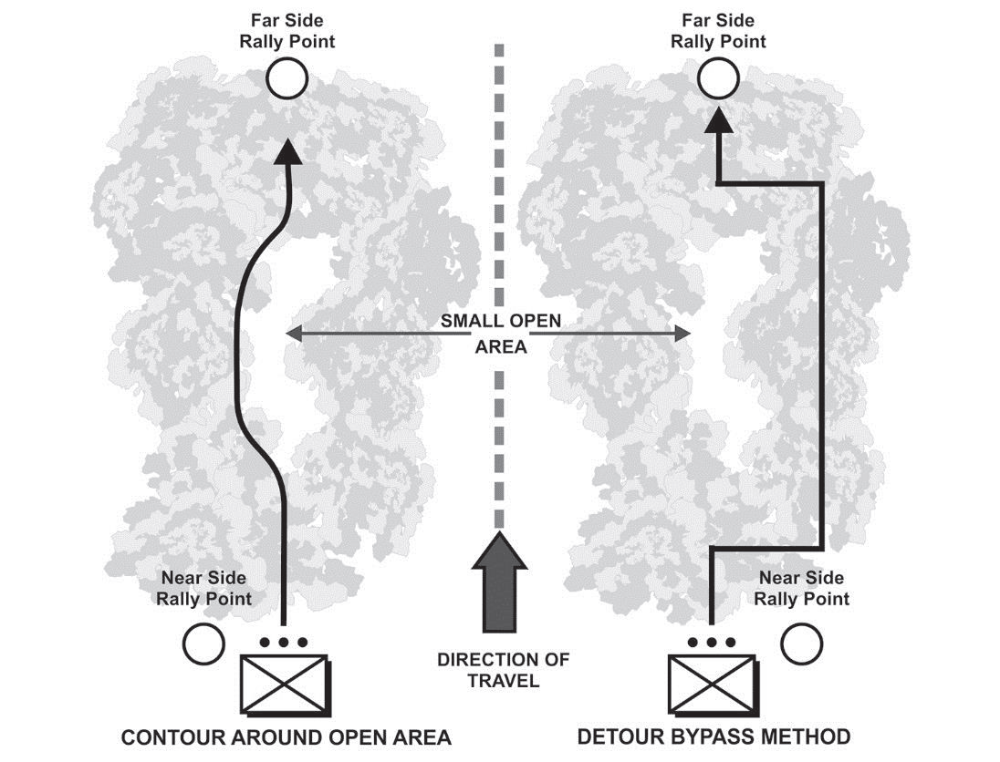 Far Side
Rally Point
Far Side
Rally Point
SMALL OPEN
AREA
Near Side
Rally Point
Near Side
Rally Point
DIRECTION OF
TRAVEL
CONTOUR AROUND OPEN AREA
DETOUR BYPASS METHOD